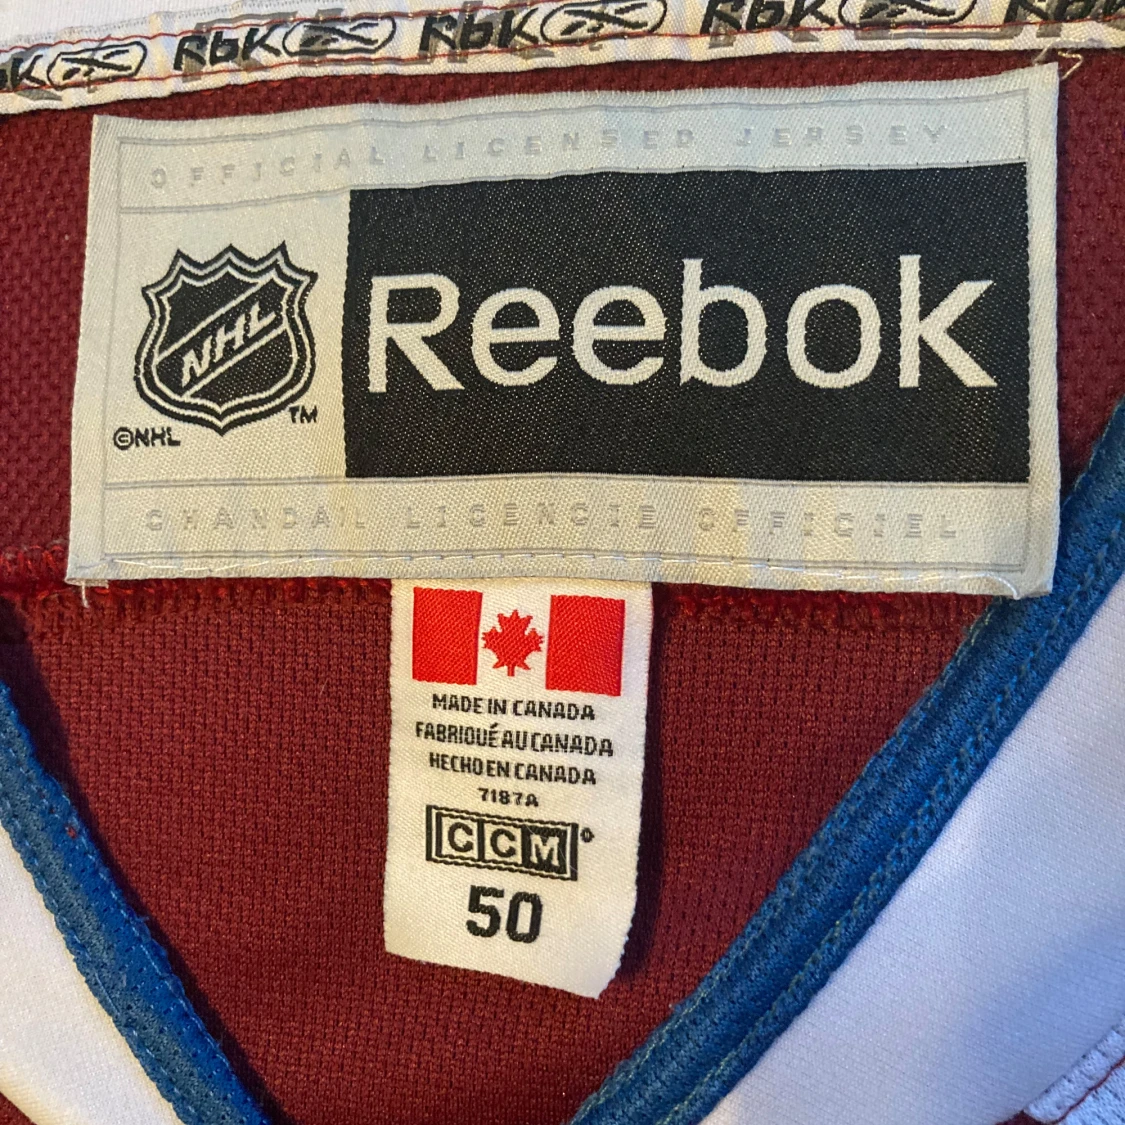 RbK RbK RbK RbK
OFFICIAL LICENSED JERSEY
NHL
Reebok
TM
©NHL
CHANDAIL LICENCIÉ OFFICIEL
MADE IN CANADA
FABRIQUÉ AU CANADA
HECHO EN CANADA
7187A
CCM
50